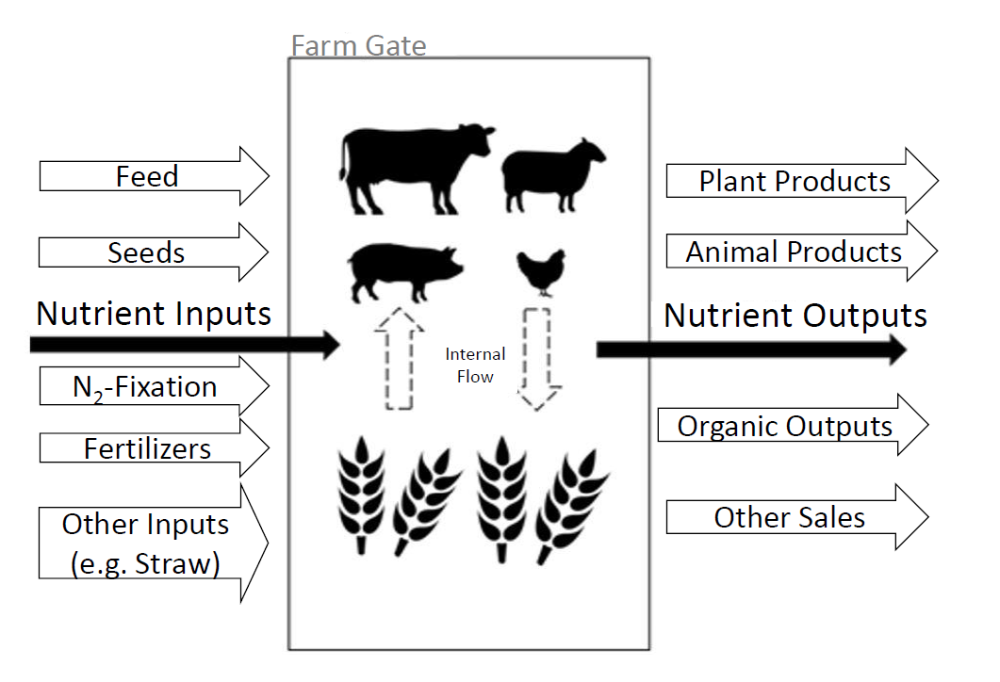 Farm Gate
Feed
Seeds
Nutrient Inputs
N₂-Fixation
Fertilizers
Other Inputs
(e.g. Straw)
Internal
Flow
Plant Products
Animal Products
Nutrient Outputs
Organic Outputs
Other Sales